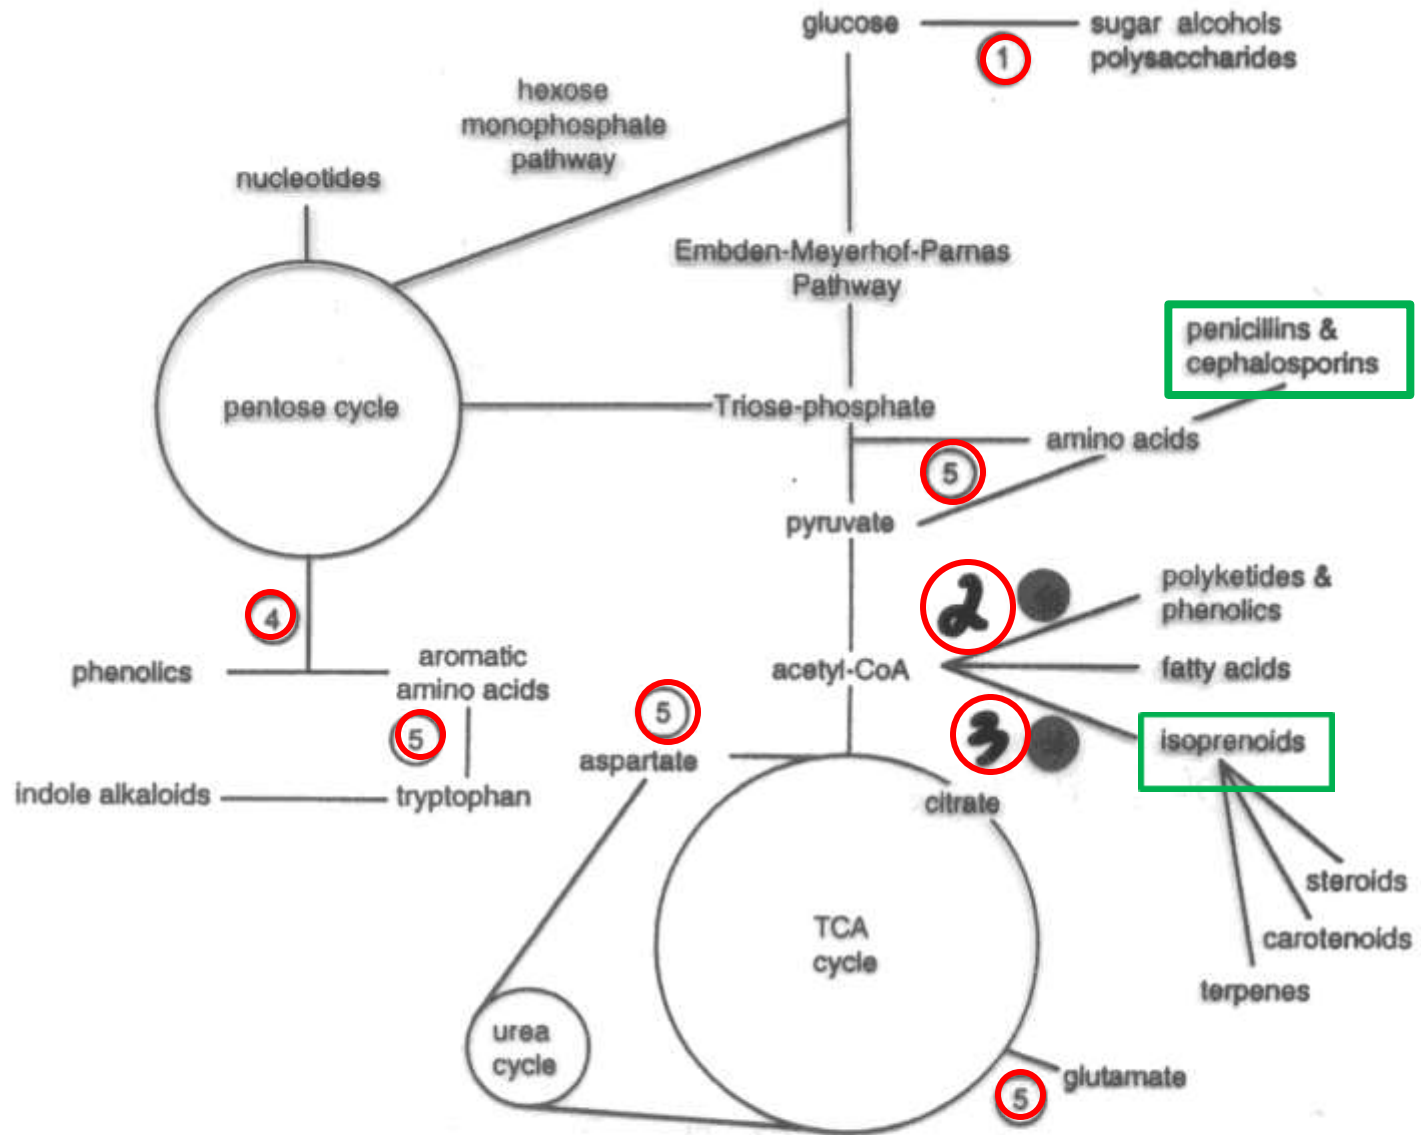 glucose
sugar alcohols
polysaccharides
1
hexose
monophosphate
pathway
nucleotides
Embden-Meyerhof-Parnas
Pathway
penicillins &
cephalosporins
pentose cycle
Triose-phosphate
amino acids
5
pyruvate
2
polyketides &
phenolics
4
phenolics
aromatic
amino acids
acetyl-CoA
fatty acids
5
5
3
isoprenoids
aspartate
indole alkaloids
tryptophan
citrate
steroids
TCA
cycle
carotenoids
terpenes
urea
cycle
glutamate
5